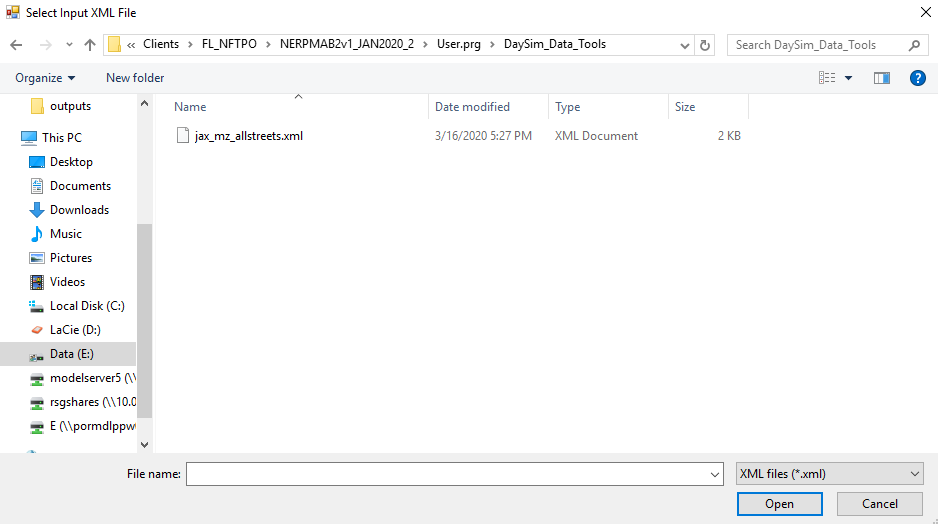 Select Input XML File
« Clients > FL_NFTPO > NERPMAB2v1_JAN2020_2 > User.prg > DaySim_Data_Tools
Search DaySim_Data_Tools
Organize
New folder
outputs
This PC
Desktop
Documents
Downloads
Music
Pictures
Videos
Local Disk (C:)
LaCie (D:)
Data (E:)
modelserver5 (\\
rsgshares (\\10.0
E (\\pormdlppw
Name Date modified Type Size
jax_mz_allstreets.xml 3/16/2020 5:27 PM XML Document 2 KB
File name:
XML files (*.xml)
Open
Cancel